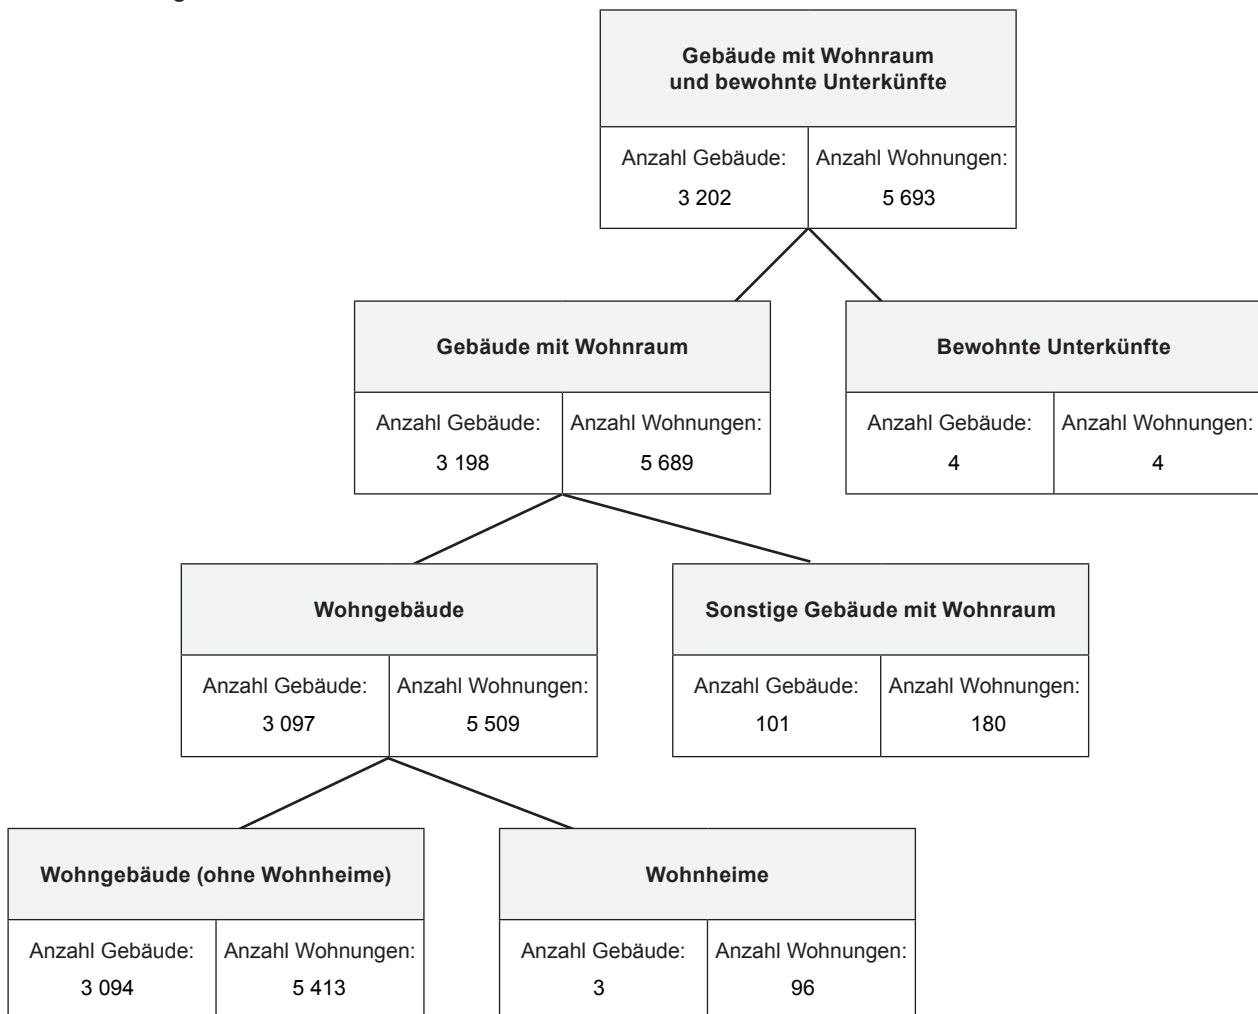 Gebäude mit Wohnraum
und bewohnte Unterkünfte
Anzahl Gebäude: Anzahl Wohnungen:
3 202 5 693
Gebäude mit Wohnraum Bewohnte Unterkünfte
Anzahl Gebäude: Anzahl Wohnungen: Anzahl Gebäude: Anzahl Wohnungen:
3 198 5 689 4 4
Wohngebäude Sonstige Gebäude mit Wohnraum
Anzahl Gebäude: Anzahl Wohnungen: Anzahl Gebäude: Anzahl Wohnungen:
3 097 5 509 101 180
Wohngebäude (ohne Wohnheime) Wohnheime
Anzahl Gebäude: Anzahl Wohnungen: Anzahl Gebäude: Anzahl Wohnungen:
3 094 5 413 3 96